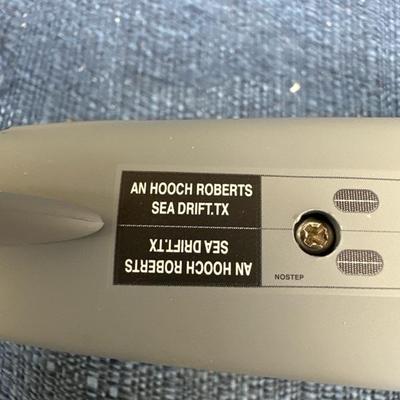 AN HOOCH ROBERTS
SEA DRIFT.TX
AN HOOCH ROBERTS
SEA DRIFT.TX
NOSTEP